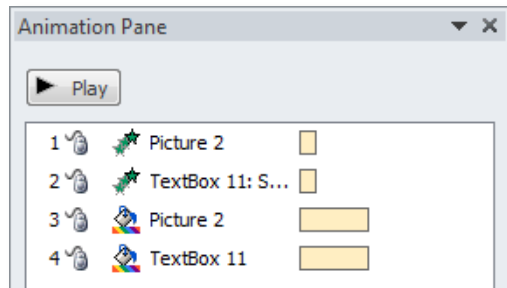 Animation Pane
Play
1 Picture 2
2 TextBox 11: S...
3 Picture 2
4 TextBox 11